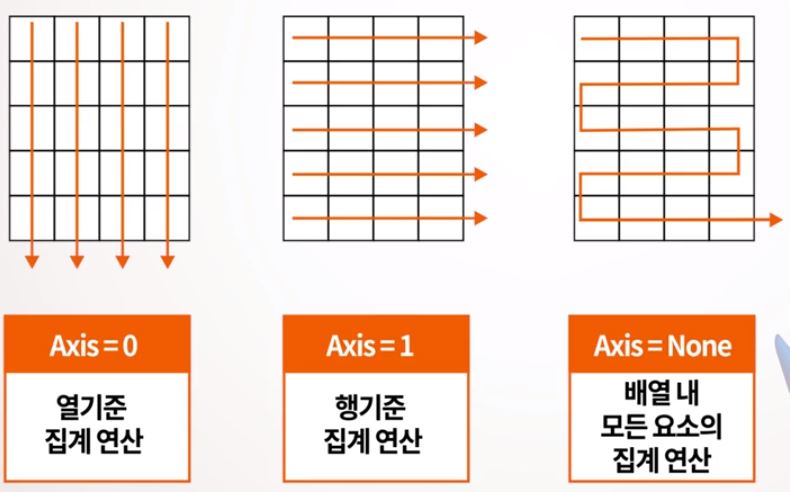 Axis = 0
열기준
집계 연산
Axis = 1
행기준
집계 연산
Axis = None
배열 내
모든 요소의
집계 연산